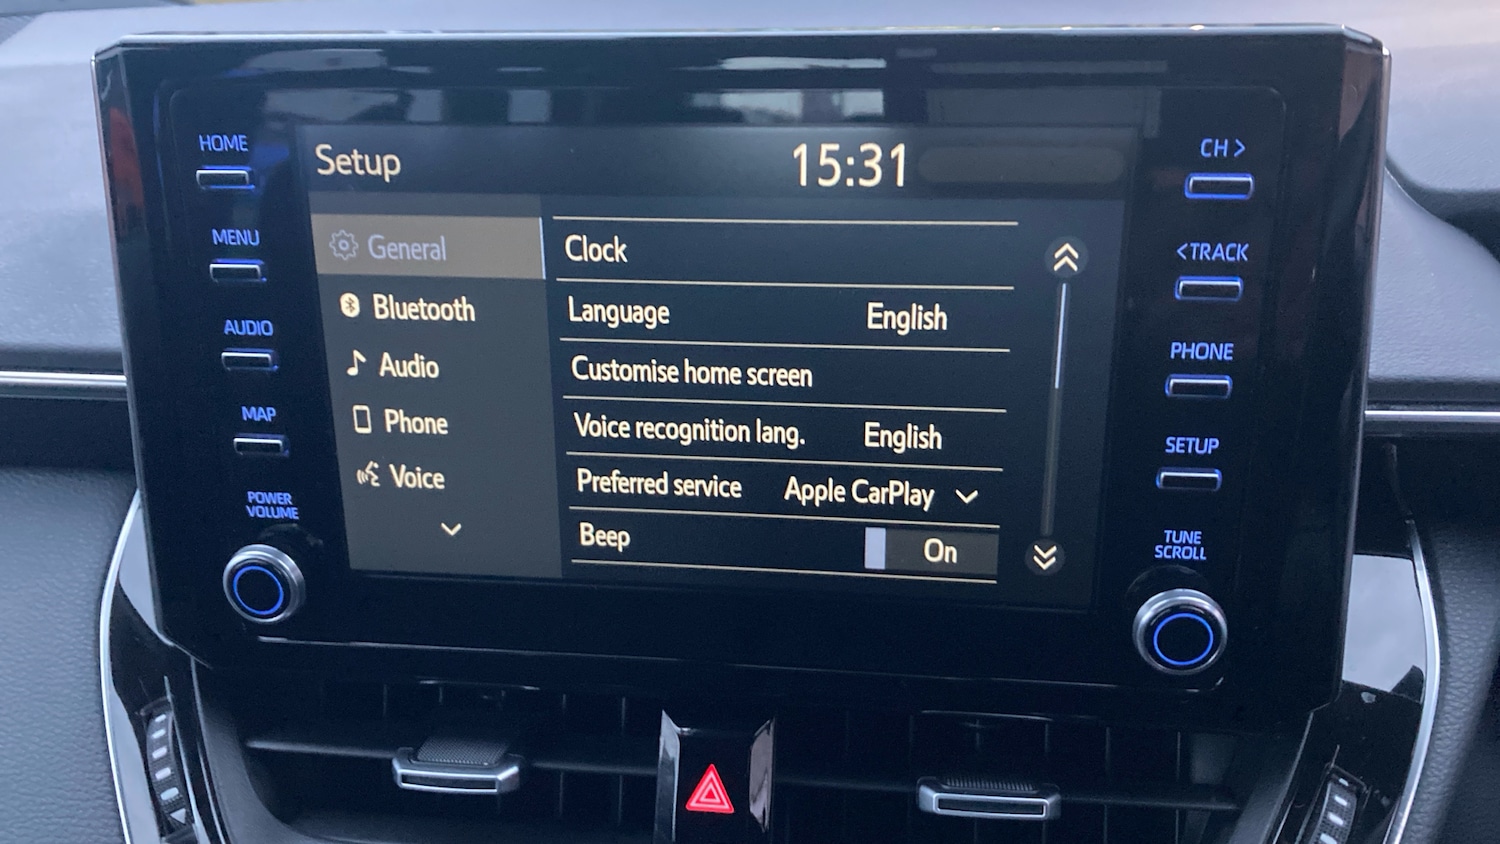 HOME
MENU
AUDIO
MAP
POWER
VOLUME
Setup
15:31
General
Bluetooth
Audio
Phone
Voice
Clock
Language English
Customise home screen
Voice recognition lang. English
Preferred service Apple CarPlay
Beep On
CH >
<TRACK
PHONE
SETUP
TUNE
SCROLL